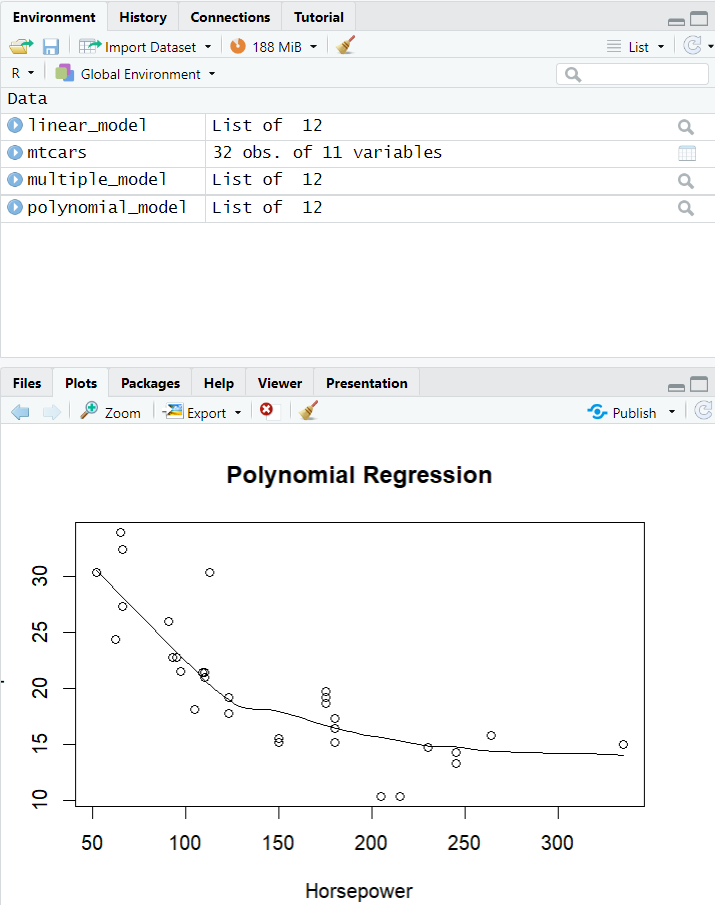 Environment History Connections Tutorial
Import Dataset 188 MiB List
R Global Environment
Data
linear_model List of 12
mtcars 32 obs. of 11 variables
multiple_model List of 12
polynomial_model List of 12
Files Plots Packages Help Viewer Presentation
Zoom Export Publish
Polynomial Regression
30
25
20
15
10
50 100 150 200 250 300
Horsepower